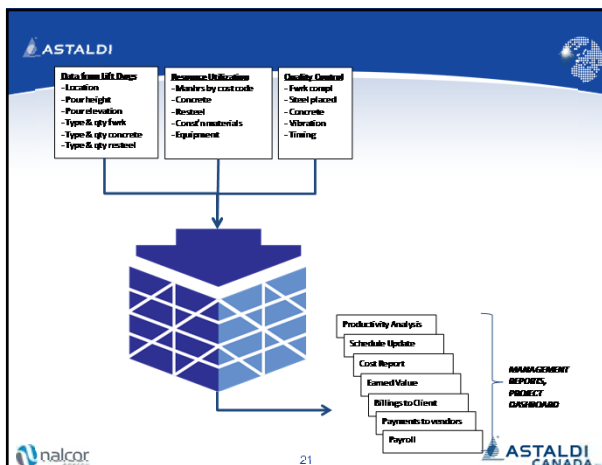 ASTALDI
Data from Lift Dwgs
- Location
- Pour height
- Pour elevation
- Type & qty fwrk
- Type & qty concrete
- Type & qty resteel
Resource Utilization
- Manhrs by cost code
- Concrete
- Resteel
- Const'n materials
- Equipment
Quality Control
- Fwrk compl
- Steel placed
- Concrete
- Vibration
- Timing
Productivity Analysis
Schedule Update
Cost Report
Earned Value
Billings to Client
Payments to vendors
Payroll
MANAGEMENT
REPORTS,
PROJECT
DASHBOARD
nalcor
21
ASTALDI
CANADA